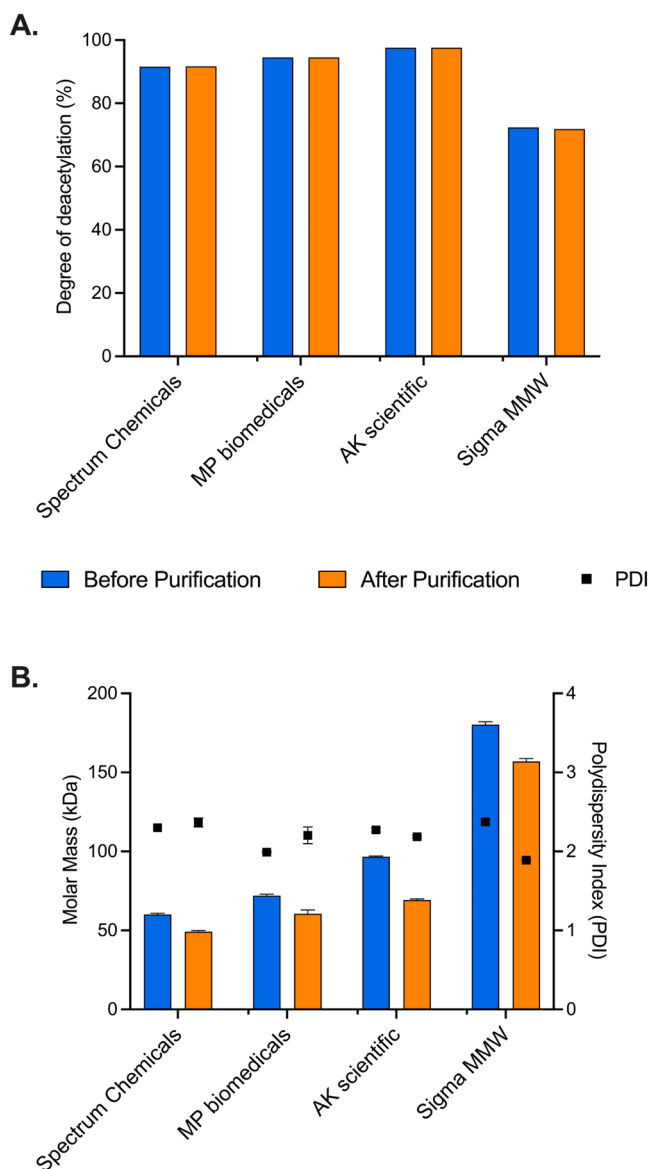 A.
Degree of deacetylation (%)
100
80
60
40
20
0
Spectrum Chemicals
MP biomedicals
AK scientific
Sigma MMW
Before Purification
After Purification
PDI
B.
Molar Mass (kDa)
200
150
100
50
0
Polydispersity Index (PDI)
4
3
2
1
0
Spectrum Chemicals
MP biomedicals
AK scientific
Sigma MMW